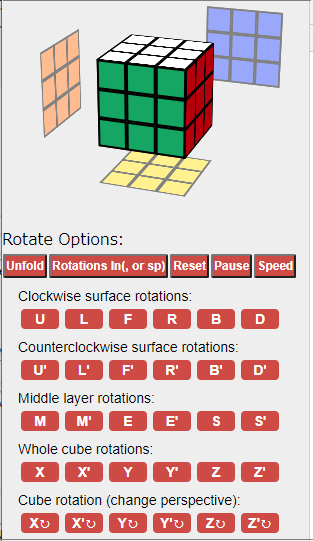 Rotate Options:
Unfold Rotations In(, or sp) Reset Pause Speed
Clockwise surface rotations:
U L F R B D
Counterclockwise surface rotations:
U' L' F' R' B' D'
Middle layer rotations:
M M' E E' S S'
Whole cube rotations:
X X' Y Y' Z Z'
Cube rotation (change perspective):
X↻ X'↻ Y↻ Y'↻ Z↻ Z'↻